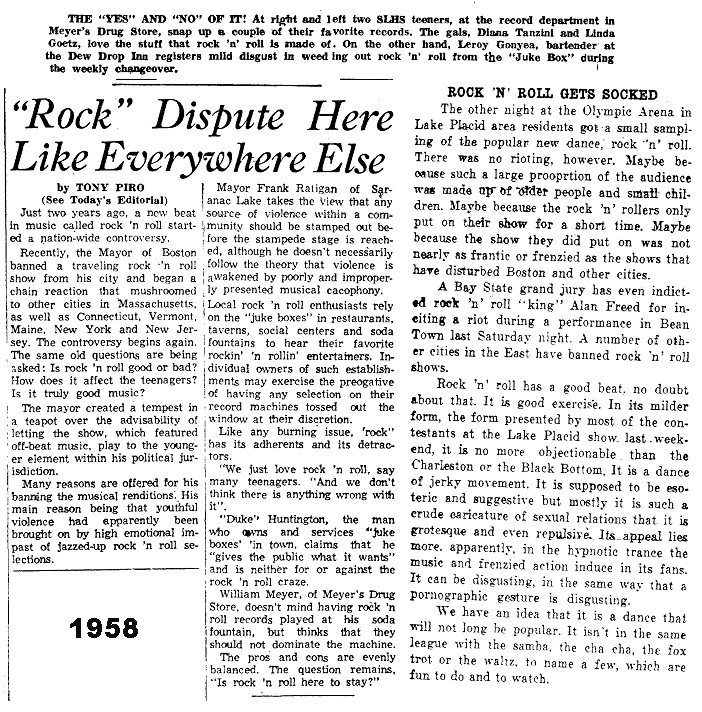 THE "YES" AND "NO" OF IT! At right and left two SLHS teeners, at the record department in
Meyer's Drug Store, snap up a couple of their favorite records. The gals, Diana Tanzini and Linda
Goetz, love the stuff that rock 'n' roll is made of. On the other hand, Leroy Gonyea, bartender at
the Dew Drop Inn registers mild disgust in weeding out rock 'n' roll from the "Juke Box" during
the weekly changeover.
"Rock" Dispute Here
Like Everywhere Else
by TONY PIRO
(See Today's Editorial)
Just two years ago, a new beat
in music called rock 'n roll start-
ed a nation-wide controversy.
Recently, the Mayor of Boston
banned a traveling rock 'n roll
show from his city and began a
chain reaction that mushroomed
to other cities in Massachusetts,
as well as Connecticut, Vermont,
Maine, New York and New Jer-
sey. The controversy begins again.
The same old questions are being
asked: Is rock 'n roll good or bad?
How does it affect the teenagers?
Is it truly good music?
The mayor created a tempest in
a teapot over the advisability of
letting the show, which featured
off-beat music, play to the young-
er element within his political jur-
isdiction.
Many reasons are offered for his
banning the musical renditions. His
main reason being that youthful
violence had apparently been
brought on by high emotional im-
past of jazzed-up rock 'n roll se-
lections.
1958
Mayor Frank Ratigan of Sar-
anac Lake takes the view that any
source of violence within a com-
munity should be stamped out be-
fore the stampede stage is reach-
ed, although he doesn't necessarily
follow the theory that violence is
awakened by poorly and improper-
ly presented musical cacophony.
Local rock 'n roll enthusiasts rely
on the "juke boxes" in restaurants,
taverns, social centers and soda
fountains to hear their favorite
rockin' 'n rollin' entertainers. In-
dividual owners of such establish-
ments may exercise the preogative
of having any selection on their
record machines tossed out the
window at their discretion.
Like any burning issue, 'rock"
has its adherents and its detrac-
tors.
"We just love rock 'n roll, say
many teenagers. "And we don't
think there is anything wrong with
it".
"Duke" Huntington, the man
who owns and services "juke
boxes' 'in town, claims that he
"gives the public what it wants"
and is neither for or against the
rock 'n roll craze.
William Meyer, of Meyer's Drug
Store, doesn't mind having rock 'n
roll records played at his soda
fountain, but thinks that they
should not dominate the machine.
The pros and cons are evenly
balanced. The question remains,
"Is rock 'n roll here to stay?"
ROCK 'N' ROLL GETS SOCKED
The other night at the Olympic Arena in
Lake Placid area residents got a small sampl-
ing of the popular new dance, rock "n' roll.
There was no rioting, however. Maybe be-
cause such a large prooprtion of the audience
was made up of older people and small chil-
dren. Maybe because the rock 'n' rollers only
put on their show for a short time. Maybe
because the show they did put on was not
nearly as frantic or frenzied as the shows that
have disturbed Boston and other cities.
A Bay State grand jury has even indict-
ed rock 'n' roll "king" Alan Freed for in-
citing a riot during a performance in Bean
Town last Saturday night. A number of oth-
er cities in the East have banned rock 'n' roll
shows.
Rock 'n' roll has a good beat, no doubt
about that. It is good exercise. In its milder
form, the form presented by most of the con-
testants at the Lake Placid show last week-
end, it is no more objectionable than the
Charleston or the Black Bottom. It is a dance
of jerky movement. It is supposed to be eso-
teric and suggestive but mostly it is such a
crude caricature of sexual relations that it is
grotesque and even repulsive. Its appeal lies
more, apparently, in the hypnotic trance the
music and frenzied action induce in its fans.
It can be disgusting, in the same way that a
pornographic gesture is disgusting.
We have an idea that it is a dance that
will not long be popular. It isn't in the same
league with the samba, the cha cha, the fox
trot or the waltz, to name a few, which are
fun to do and to watch.